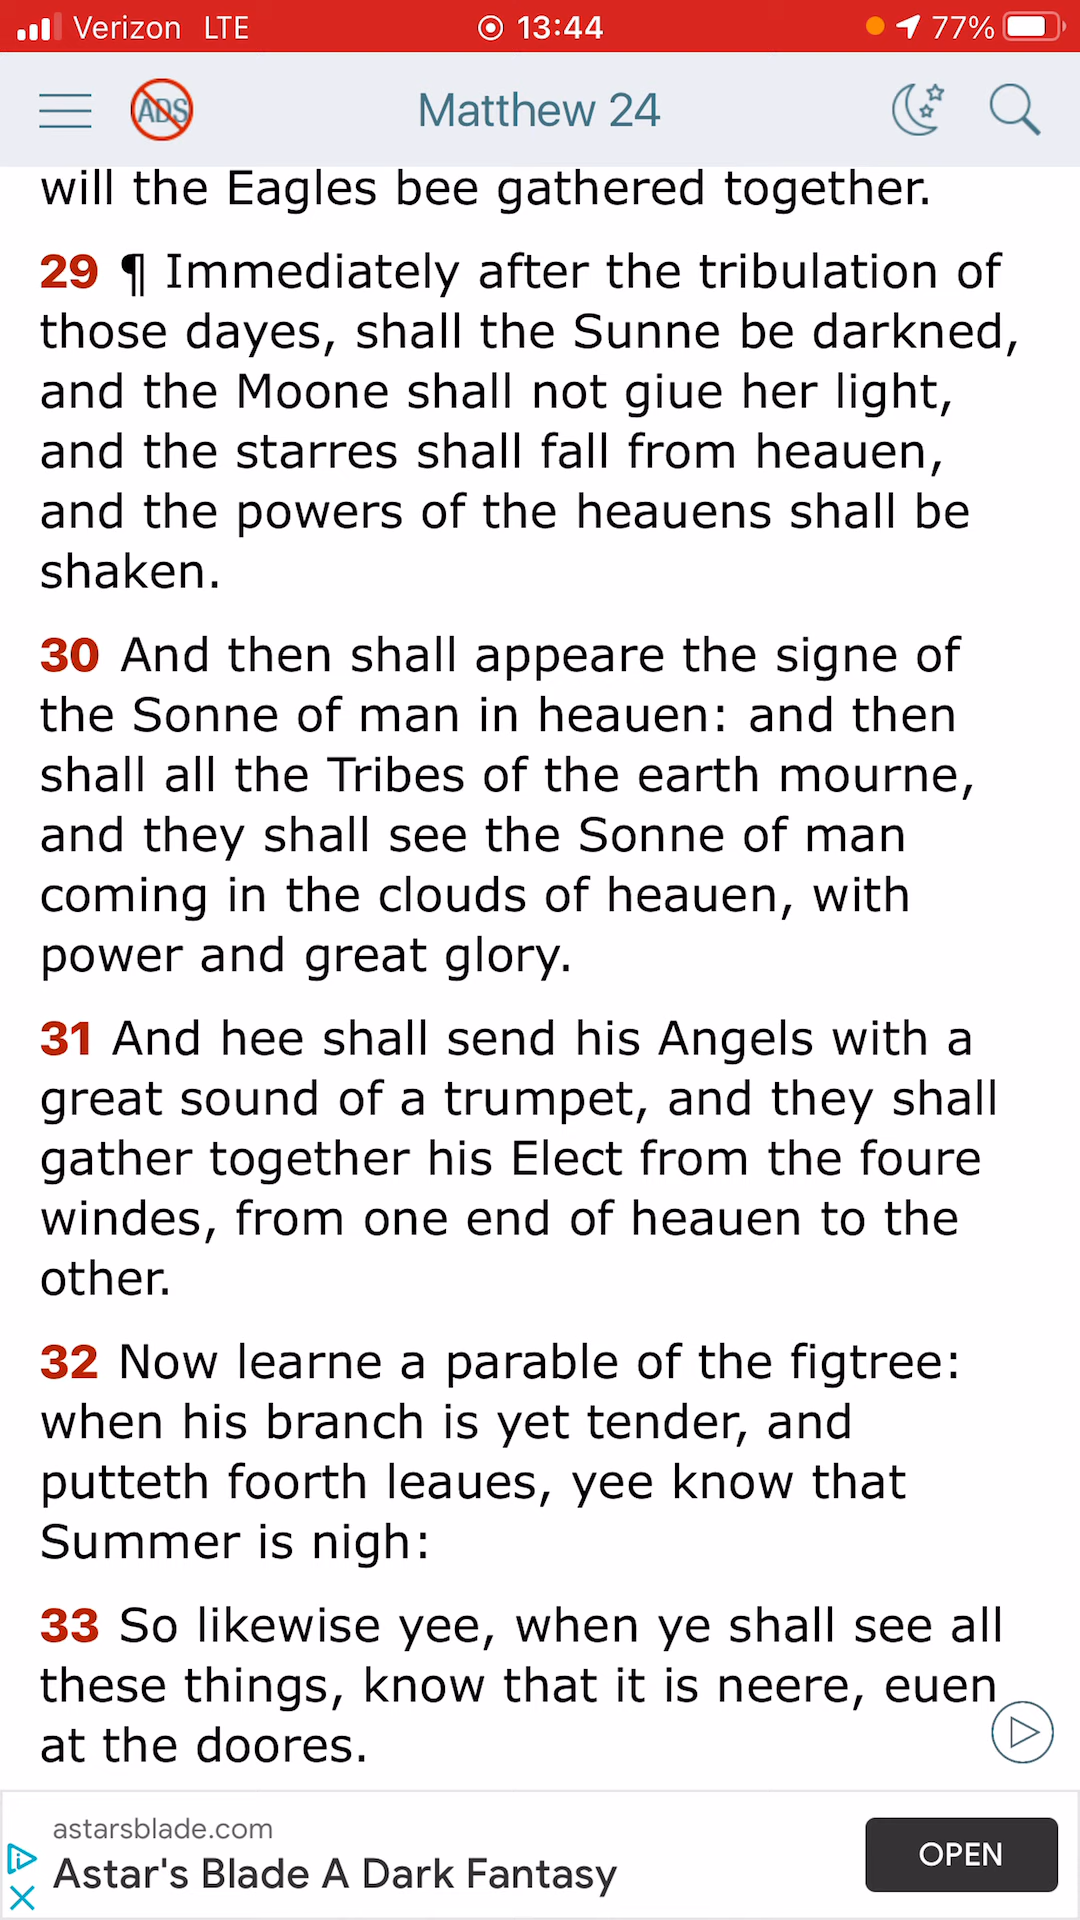 Verizon LTE 13:44 77%
ADS Matthew 24
will the Eagles bee gathered together.
29 ¶ Immediately after the tribulation of
those dayes, shall the Sunne be darkned,
and the Moone shall not giue her light,
and the starres shall fall from heauen,
and the powers of the heauens shall be
shaken.
30 And then shall appeare the signe of
the Sonne of man in heauen: and then
shall all the Tribes of the earth mourne,
and they shall see the Sonne of man
coming in the clouds of heauen, with
power and great glory.
31 And hee shall send his Angels with a
great sound of a trumpet, and they shall
gather together his Elect from the foure
windes, from one end of heauen to the
other.
32 Now learne a parable of the figtree:
when his branch is yet tender, and
putteth foorth leaues, yee know that
Summer is nigh:
33 So likewise yee, when ye shall see all
these things, know that it is neere, euen
at the doores.
astarsblade.com
Astar's Blade A Dark Fantasy
OPEN